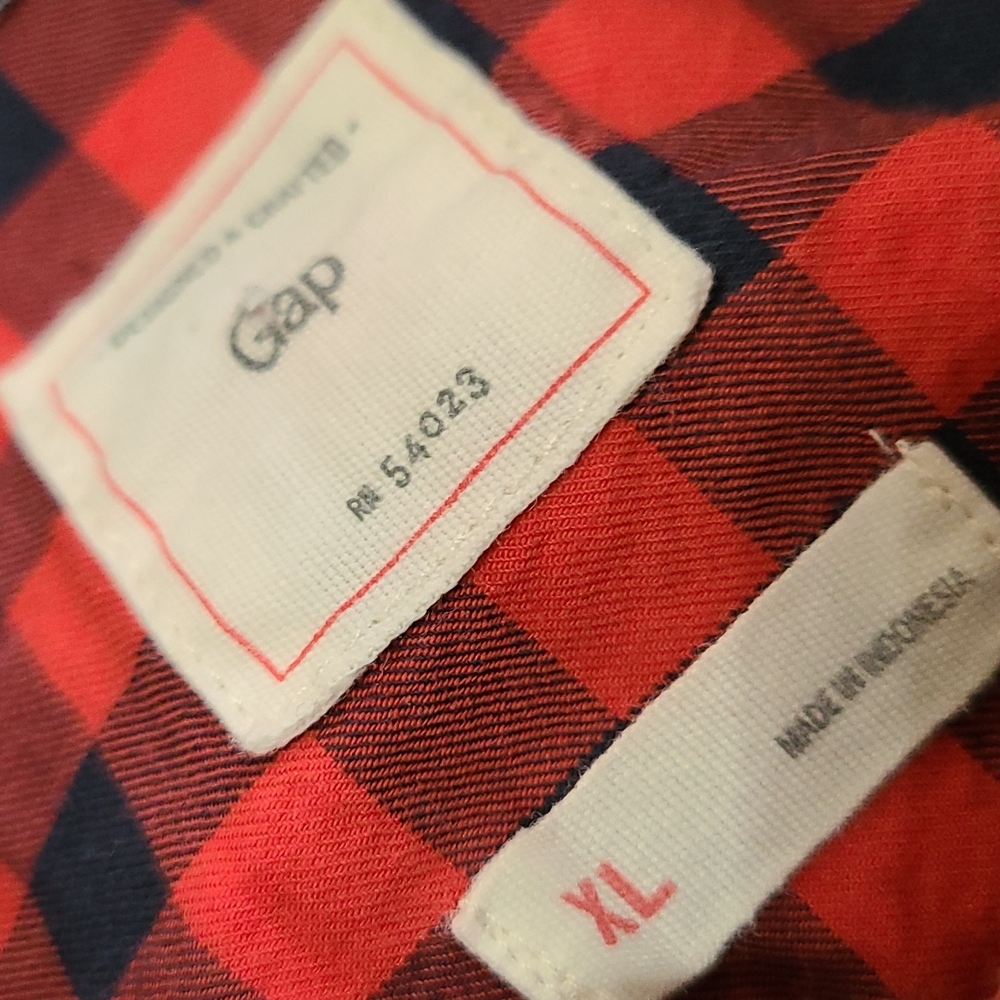 DESIGNED & CRAFTED
Gap
RN 54023
MADE IN INDONESIA
XL